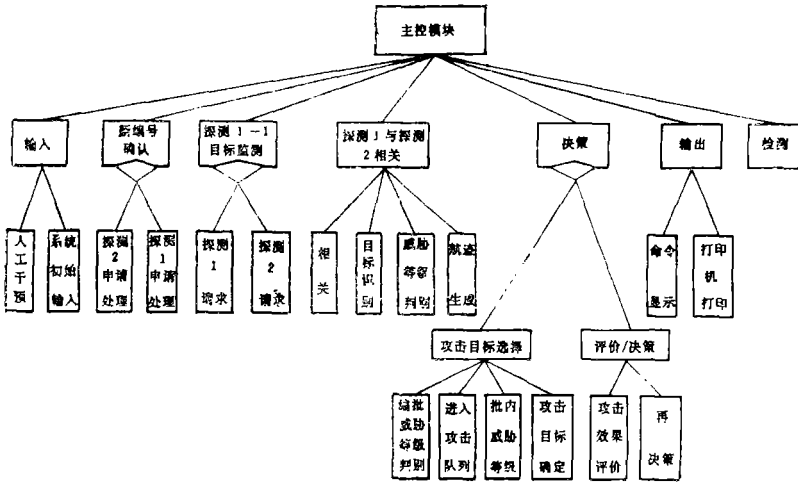 主控模块
输入
新编号
确认
探测1-1
目标监测
探测1与探测
2相关
决策
输出
检测
人工干预
系统初始输入
探测2申请处理
探测1申请处理
探测1请求
探测2请求
相关
目标识别
威胁等级判别
航迹生成
命令显示
打印机打印
攻击目标选择
评价/决策
编批威胁等级判别
进入攻击队列
批内威胁等级
攻击目标确定
攻击效果评价
再决策